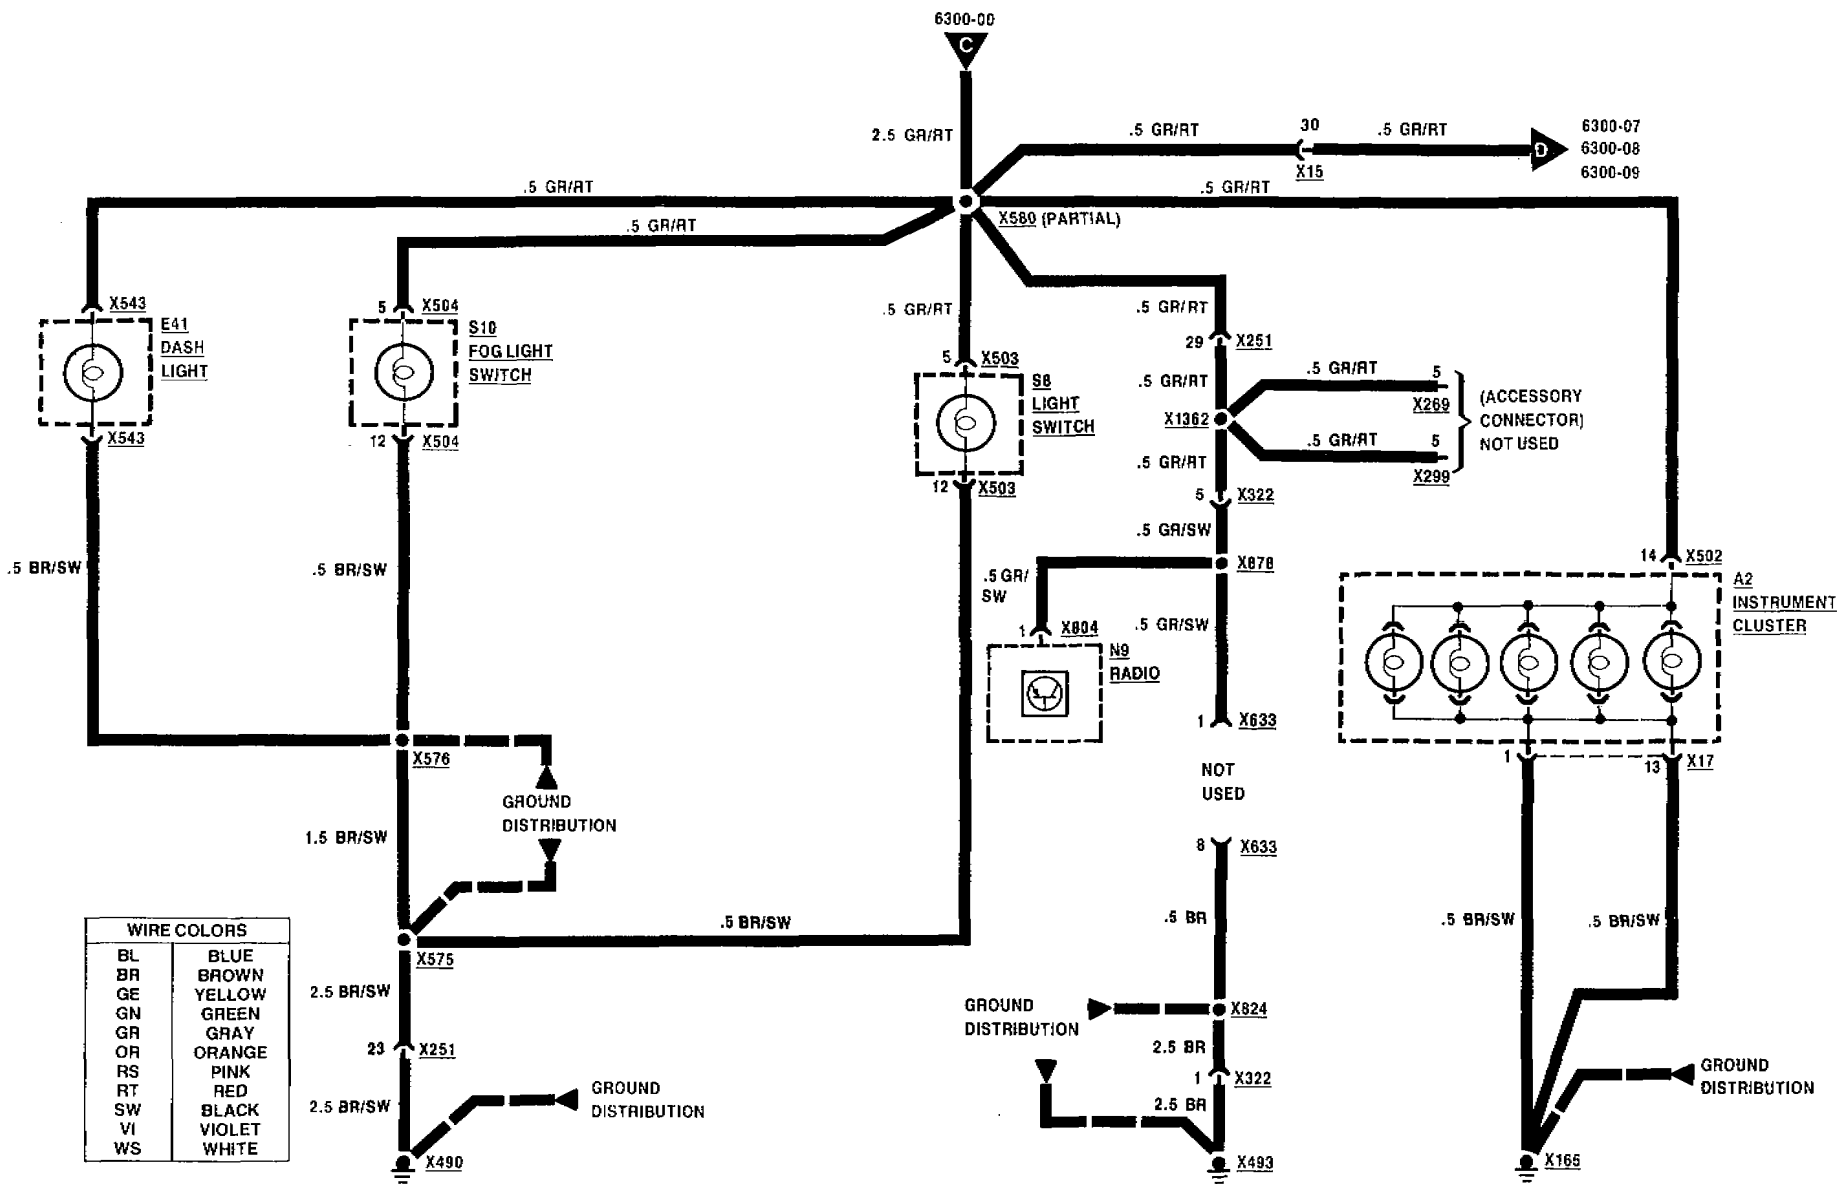 6300-00
C
2.5 GR/RT
.5 GR/RT
30
.5 GR/RT
X15
D
6300-07
6300-08
6300-09
.5 GR/RT
.5 GR/RT
.5 GR/RT
X580 (PARTIAL)
X543
E41
DASH
LIGHT
X543
5
X504
S10
FOG LIGHT
SWITCH
12
X504
.5 GR/RT
5
X503
S8
LIGHT
SWITCH
12
X503
.5 GR/RT
29
X251
.5 GR/RT
X1362
.5 GR/RT
5
X269
.5 GR/RT
5
X299
(ACCESSORY
CONNECTOR)
NOT USED
.5 GR/RT
5
X322
.5 GR/SW
X878
.5 GR/
SW
1
X804
N9
RADIO
.5 GR/SW
1
X633
NOT
USED
8
X633
14
X502
A2
INSTRUMENT
CLUSTER
1
13
X17
.5 BR/SW
.5 BR/SW
X576
GROUND
DISTRIBUTION
1.5 BR/SW
.5 BR/SW
X575
2.5 BR/SW
23
X251
2.5 BR/SW
GROUND
DISTRIBUTION
X490
.5 BR
GROUND
DISTRIBUTION
X824
2.5 BR
1
X322
2.5 BR
X493
.5 BR/SW
.5 BR/SW
GROUND
DISTRIBUTION
X165
WIRE COLORS
BL BLUE
BR BROWN
GE YELLOW
GN GREEN
GR GRAY
OR ORANGE
RS PINK
RT RED
SW BLACK
VI VIOLET
WS WHITE